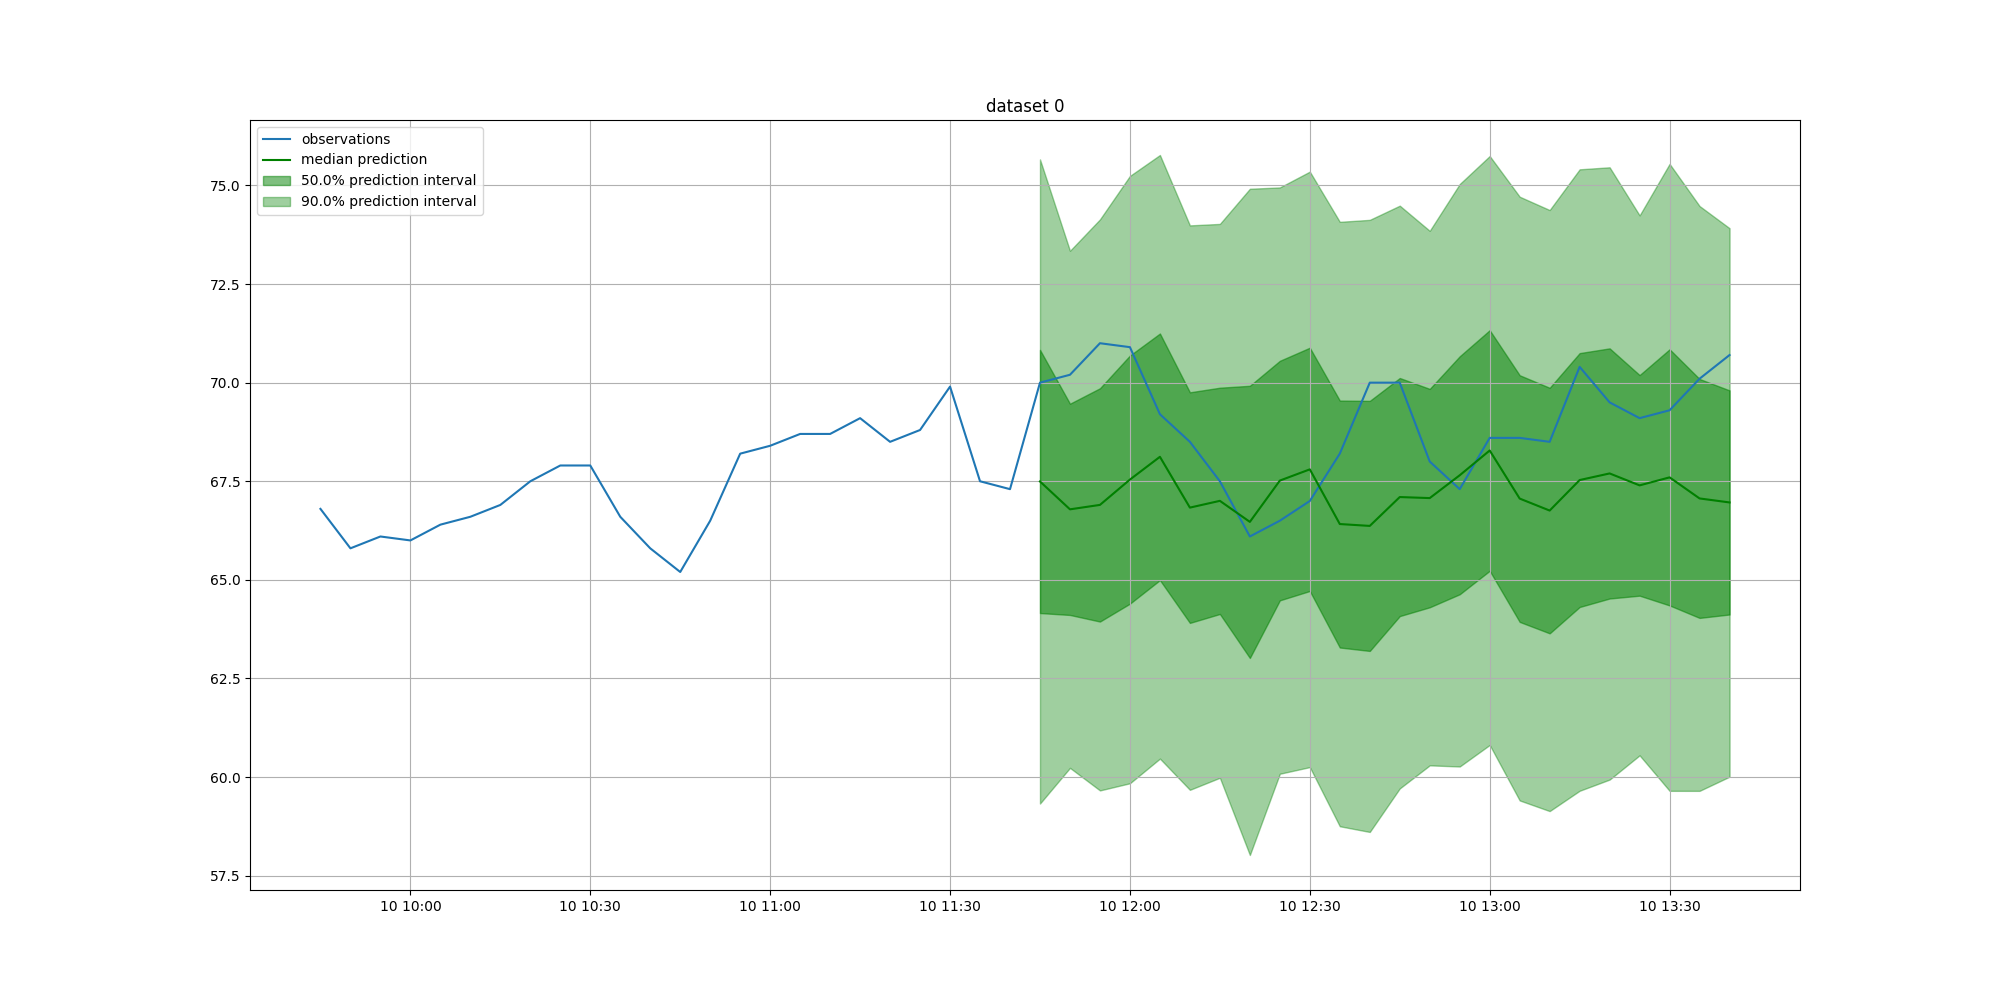 dataset 0
observations
median prediction
50.0% prediction interval
90.0% prediction interval
75.0
72.5
70.0
67.5
65.0
62.5
60.0
57.5
10 10:00 10 10:30 10 11:00 10 11:30 10 12:00 10 12:30 10 13:00 10 13:30